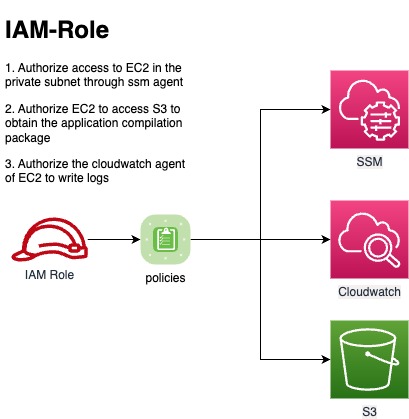 IAM-Role
1. Authorize access to EC2 in the
private subnet through ssm agent
2. Authorize EC2 to access S3 to
obtain the application compilation
package
3. Authorize the cloudwatch agent
of EC2 to write logs
SSM
IAM Role
policies
Cloudwatch
S3